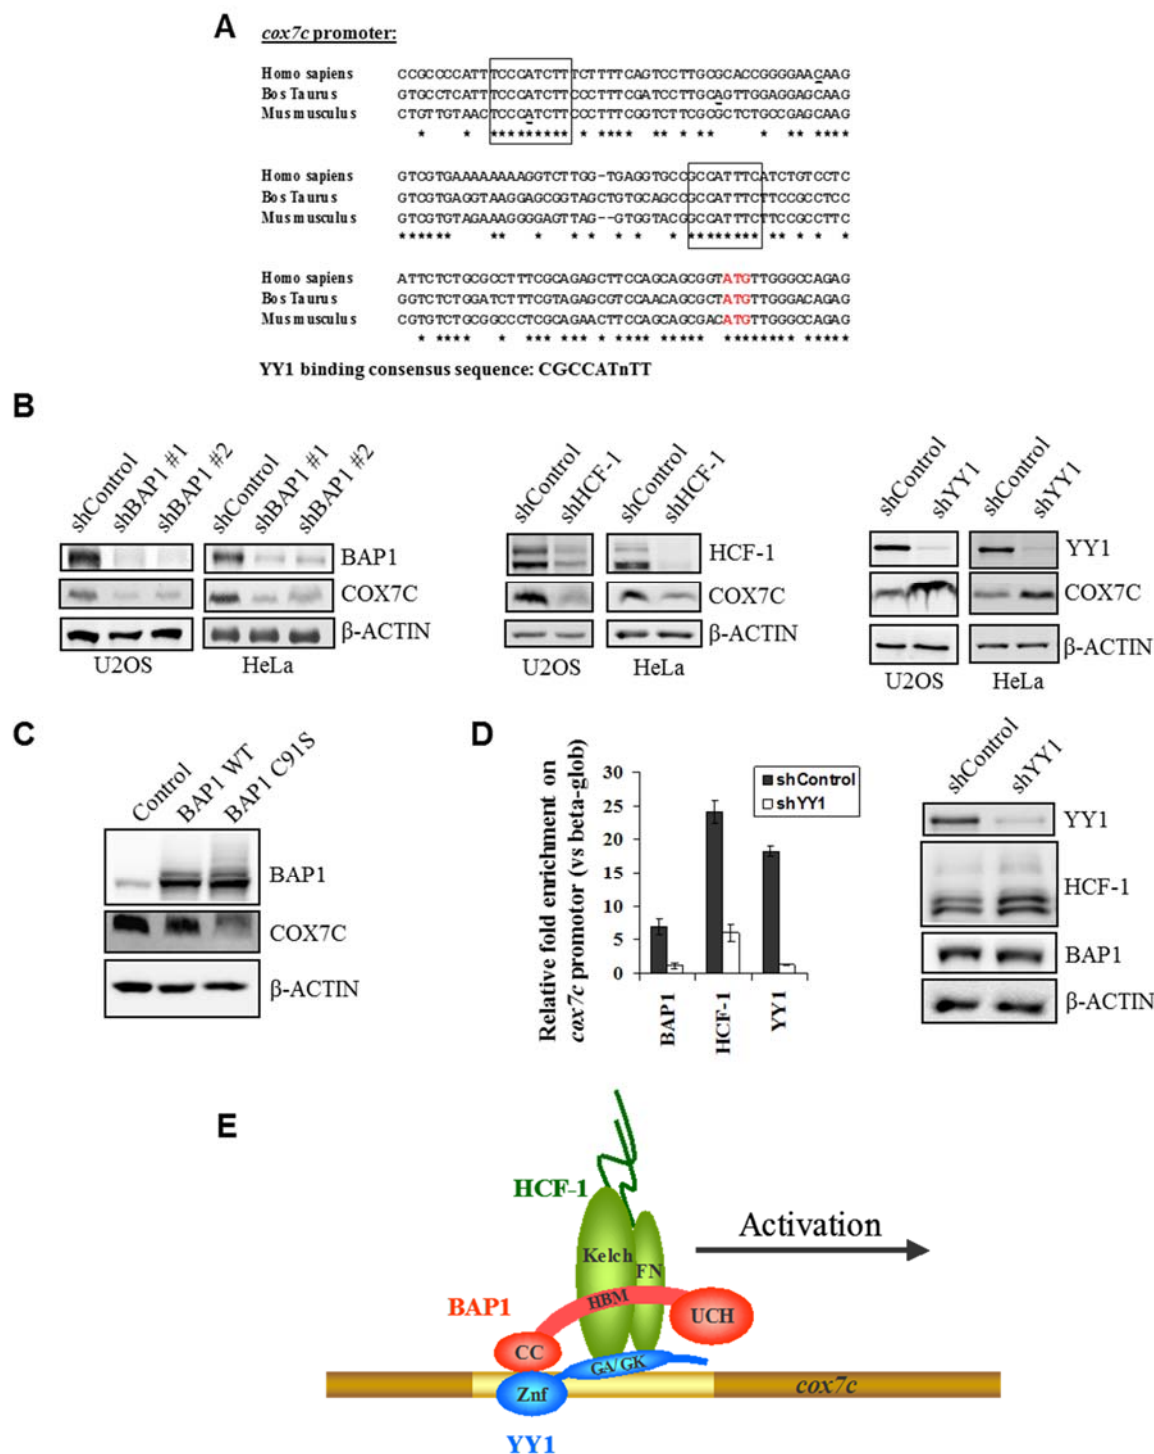 A
cox7c promoter:
Homo sapiens CCGCCCCATTTCCCATCTTTCTTTTCAGTCCTTGCGCACCGGGGAACAAG
Bos Taurus GTGCCTCATTTCCCATCTTCCCTTTCGATCCTTGCAGTTGGAGGAGCAAG
Mus musculus CTGTTGTAACTCCCATCTTCCCTTTCGGTCTTCGCGCTCTGCCGGAGCAAG
Homo sapiens GTCGTGAAAAAAAAAGGTCTTGG-TGAGGTGCCGCCATTTCATCTGTCCTC
Bos Taurus GTCGTGAGGTAAGGAGCGGTAGCTGTGCAGCCGCCATTTCTTCCGCCTCC
Mus musculus GTCGTGTAGAAAGGGGAGTTAG--GTGGTACGGCCATTTCTTCCGCCTTC
Homo sapiens ATTCTCTGCGCCTTTCGCAGAGCTTCCAGCAGCGGTATGTTGGGCCAGAG
Bos Taurus GGTCTCTGGATCTTTCGTAGAGCGTCCAACAGCGCTATGTTGGGACAGAG
Mus musculus CGTGTCTGCGGCCCTCGCAGAACTTCCAGCAGCGACATGTTGGGCCAGAG
YY1 binding consensus sequence: CGCCATnTT
B
shControl shBAP1 #1 shBAP1 #2 shControl shBAP1 #1 shBAP1 #2
BAP1
COX7C
β-ACTIN
U2OS HeLa
shControl shHCF-1 shControl shHCF-1
HCF-1
COX7C
β-ACTIN
U2OS HeLa
shControl shYY1 shControl shYY1
YY1
COX7C
β-ACTIN
U2OS HeLa
C
Control BAP1 WT BAP1 C91S
BAP1
COX7C
β-ACTIN
D
Relative fold enrichment on
cox7c promotor (vs beta-glob)
30
25
20
15
10
5
0
shControl
shYY1
BAP1 HCF-1 YY1
shControl shYY1
YY1
HCF-1
BAP1
β-ACTIN
E
HCF-1
Activation
Kelch
FN
BAP1
HBM
UCH
CC
GA/GK
Znf
cox7c
YY1